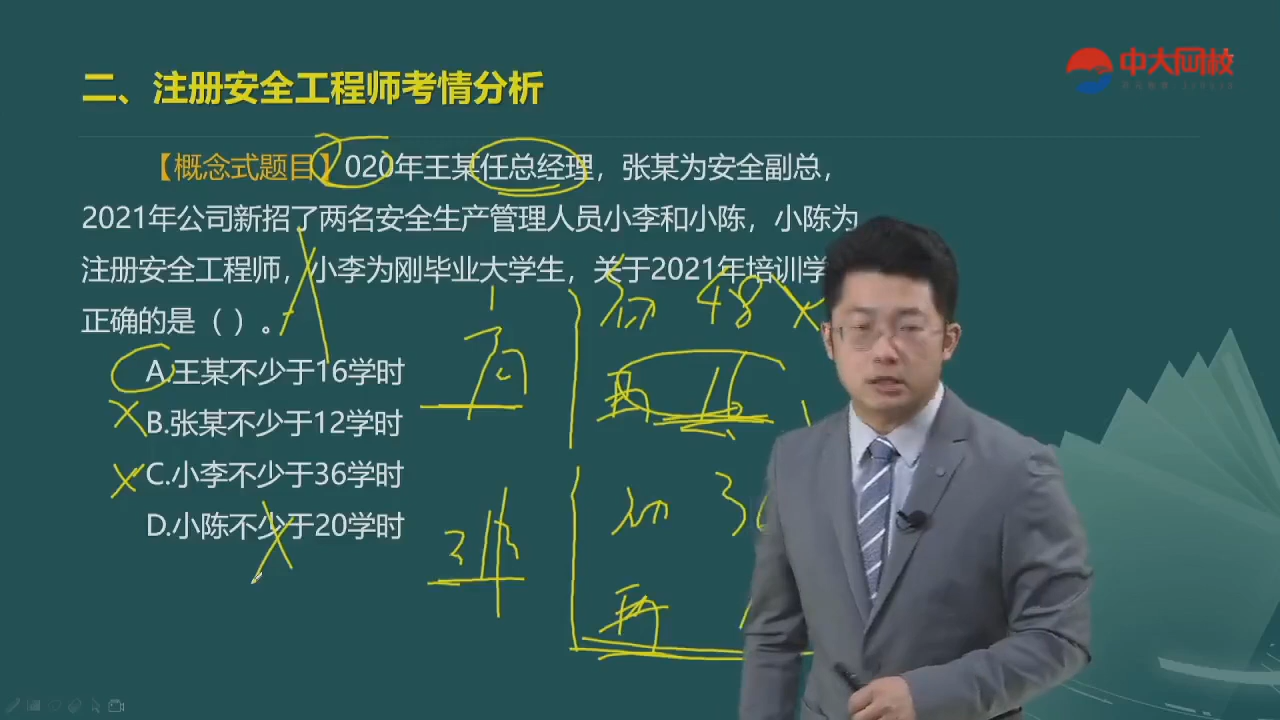 二、注册安全工程师考情分析
中大网校
【概念式题目】020年王某任总经理，张某为安全副总，
2021年公司新招了两名安全生产管理人员小李和小陈，小陈为
注册安全工程师，小李为刚毕业大学生，关于2021年培训学
正确的是（ ）。
A.王某不少于16学时
B.张某不少于12学时
C.小李不少于36学时
D.小陈不少于20学时
初 48
再 16
非
初
再